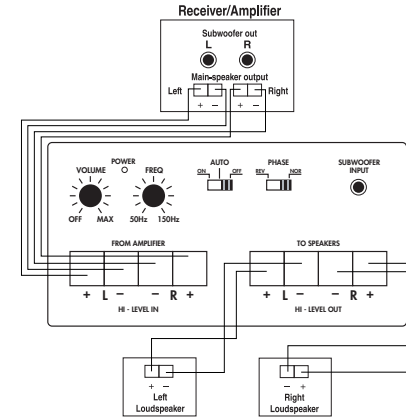 Receiver/Amplifier
Subwoofer out
L R
Main-speaker output
Left Right
+ − + −
POWER
VOLUME FREQ
AUTO
ON OFF
PHASE
REV NOR
SUBWOOFER
INPUT
OFF MAX 50Hz 150Hz
FROM AMPLIFIER TO SPEAKERS
+ L − − R + + L − − R +
HI - LEVEL IN HI - LEVEL OUT
+ − − +
Left
Loudspeaker
Right
Loudspeaker